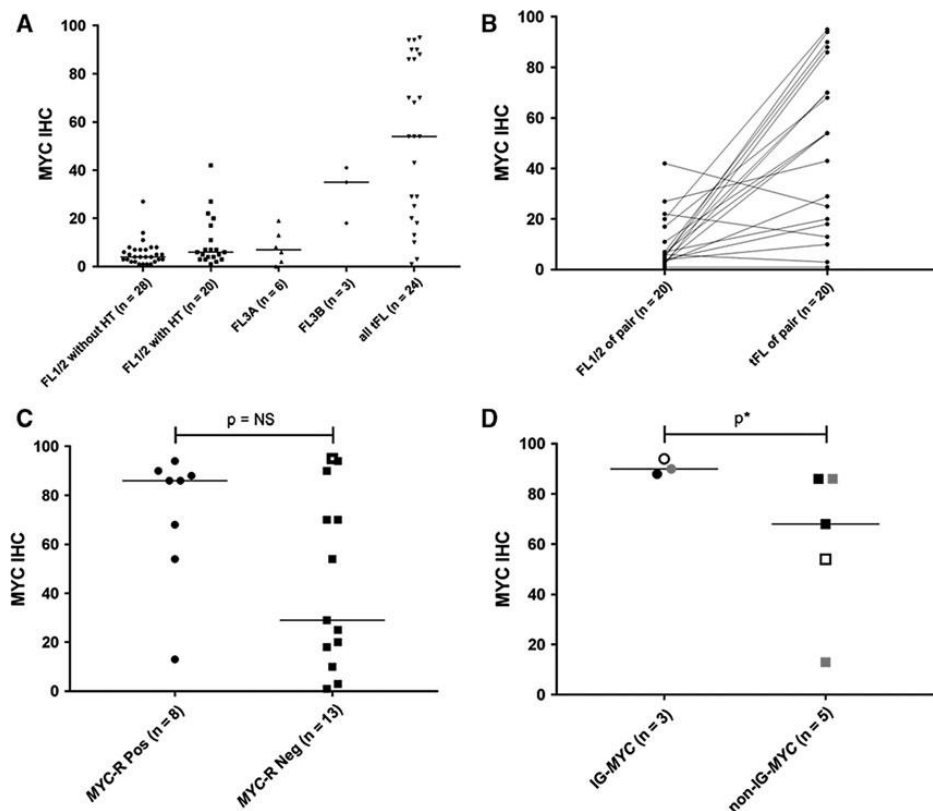 A
MYC IHC
100
80
60
40
20
0
FL1/2 without HT (n = 28)
FL1/2 with HT (n = 20)
FL3A (n = 6)
FL3B (n = 3)
all tFL (n = 24)
B
MYC IHC
100
80
60
40
20
0
FL1/2 of pair (n = 20)
tFL of pair (n = 20)
C
p = NS
MYC IHC
100
80
60
40
20
0
MYC-R Pos (n = 8)
MYC-R Neg (n = 13)
D
p*
MYC IHC
100
80
60
40
20
0
IG-MYC (n = 3)
non-IG-MYC (n = 5)